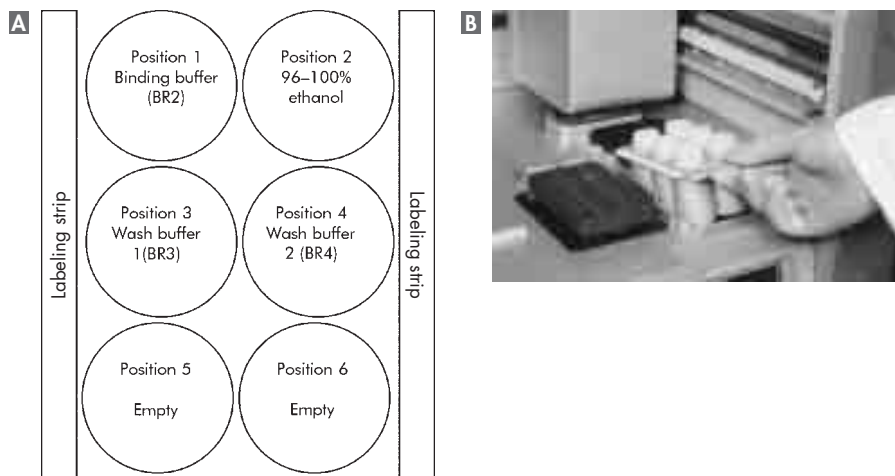 A
Labeling strip
Position 1
Binding buffer
(BR2)
Position 2
96–100%
ethanol
Position 3
Wash buffer
1(BR3)
Position 4
Wash buffer
2 (BR4)
Position 5
Empty
Position 6
Empty
Labeling strip
B